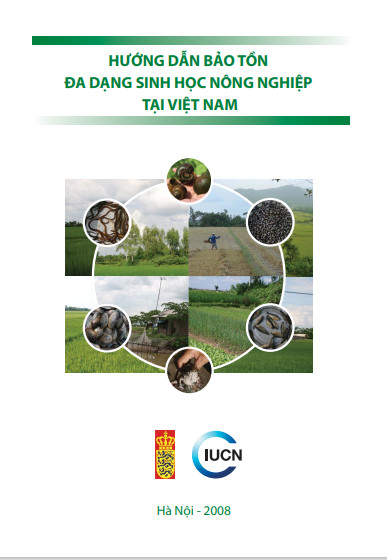 HƯỚNG DẪN BẢO TỒN
ĐA DẠNG SINH HỌC NÔNG NGHIỆP
TẠI VIỆT NAM
IUCN
Hà Nội - 2008